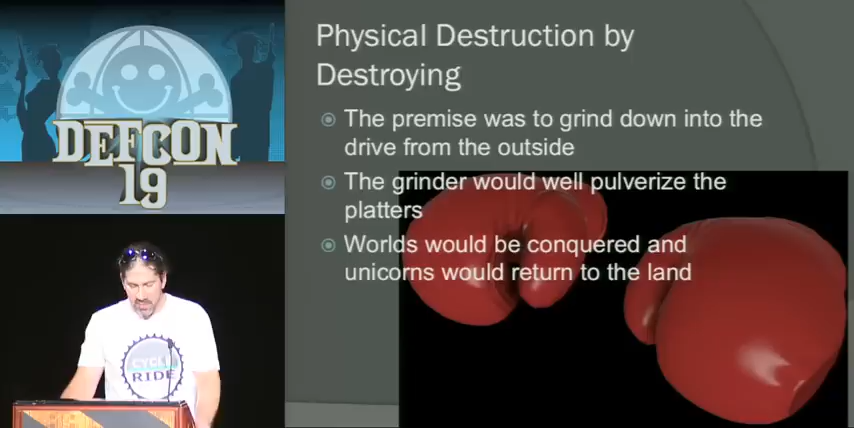 DEFCON
19
CYCLE
RIDE
Physical Destruction by
Destroying
The premise was to grind down into the
drive from the outside
The grinder would well pulverize the
platters
Worlds would be conquered and
unicorns would return to the land